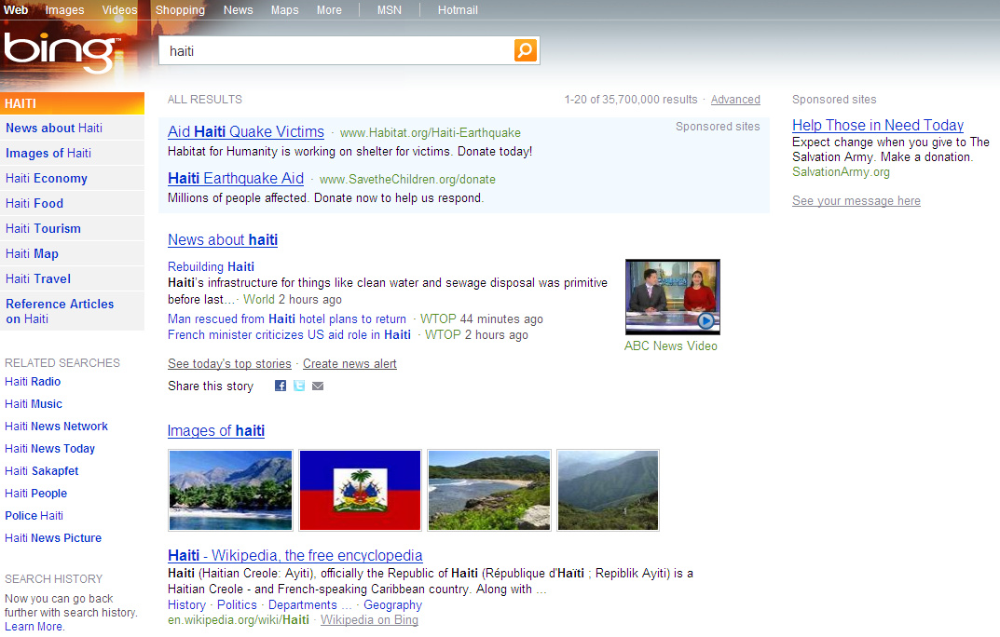 Web Images Videos Shopping News Maps More MSN Hotmail
bing™
haiti
HAITI
News about Haiti
Images of Haiti
Haiti Economy
Haiti Food
Haiti Tourism
Haiti Map
Haiti Travel
Reference Articles
on Haiti
RELATED SEARCHES
Haiti Radio
Haiti Music
Haiti News Network
Haiti News Today
Haiti Sakapfet
Haiti People
Police Haiti
Haiti News Picture
SEARCH HISTORY
Now you can go back
further with search history.
Learn More.
ALL RESULTS 1-20 of 35,700,000 results · Advanced
Sponsored sites
Aid Haiti Quake Victims · www.Habitat.org/Haiti-Earthquake
Habitat for Humanity is working on shelter for victims. Donate today!
Haiti Earthquake Aid · www.SavetheChildren.org/donate
Millions of people affected. Donate now to help us respond.
News about haiti
Rebuilding Haiti
Haiti's infrastructure for things like clean water and sewage disposal was primitive
before last…· World 2 hours ago
Man rescued from Haiti hotel plans to return · WTOP 44 minutes ago
French minister criticizes US aid role in Haiti · WTOP 2 hours ago
ABC News Video
See today's top stories · Create news alert
Share this story
Images of haiti
Haiti - Wikipedia, the free encyclopedia
Haiti (Haitian Creole: Ayiti), officially the Republic of Haiti (République d'Haïti ; Repiblik Ayiti) is a
Haitian Creole - and French-speaking Caribbean country. Along with ...
History · Politics · Departments ... · Geography
en.wikipedia.org/wiki/Haiti · Wikipedia on Bing
Sponsored sites
Help Those in Need Today
Expect change when you give to The
Salvation Army. Make a donation.
SalvationArmy.org
See your message here